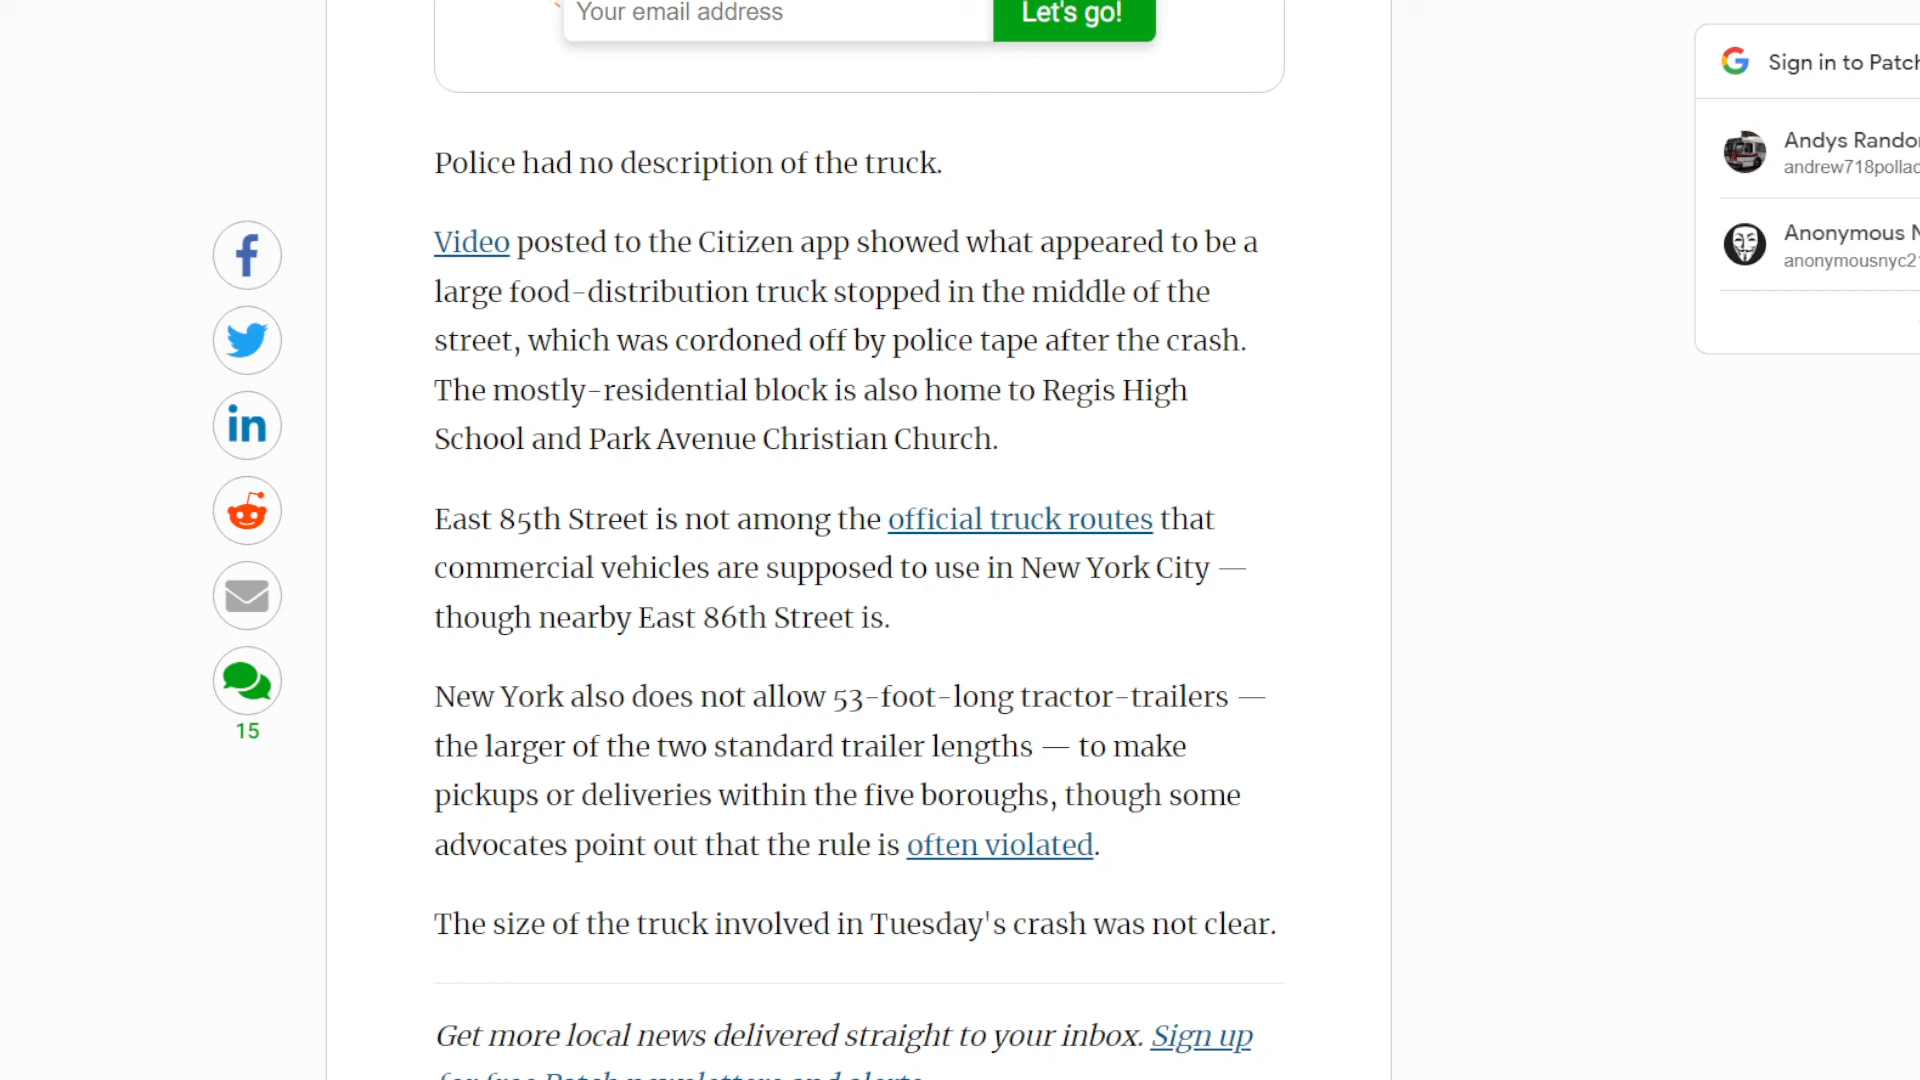 Your email address
Let's go!
Sign in to Patch
Andys Rando
andrew718pollac
Anonymous N
anonymousnyc2
Police had no description of the truck.
Video posted to the Citizen app showed what appeared to be a
large food-distribution truck stopped in the middle of the
street, which was cordoned off by police tape after the crash.
The mostly-residential block is also home to Regis High
School and Park Avenue Christian Church.
East 85th Street is not among the official truck routes that
commercial vehicles are supposed to use in New York City —
though nearby East 86th Street is.
New York also does not allow 53-foot-long tractor-trailers —
the larger of the two standard trailer lengths — to make
pickups or deliveries within the five boroughs, though some
advocates point out that the rule is often violated.
The size of the truck involved in Tuesday's crash was not clear.
15
Get more local news delivered straight to your inbox. Sign up
for free Patch newsletters and alerts.